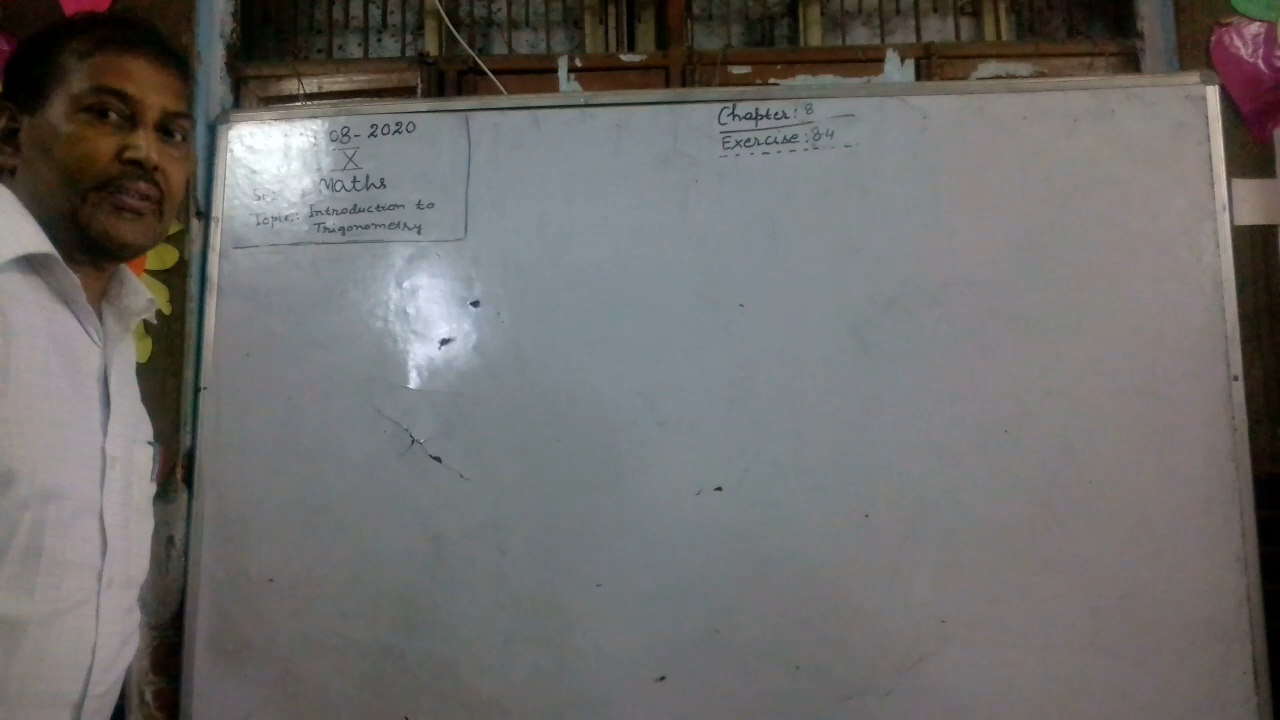 08-2020
X
Maths
Topic: Introduction to
Trigonometry
Chapter: 8
Exercise: 8.4